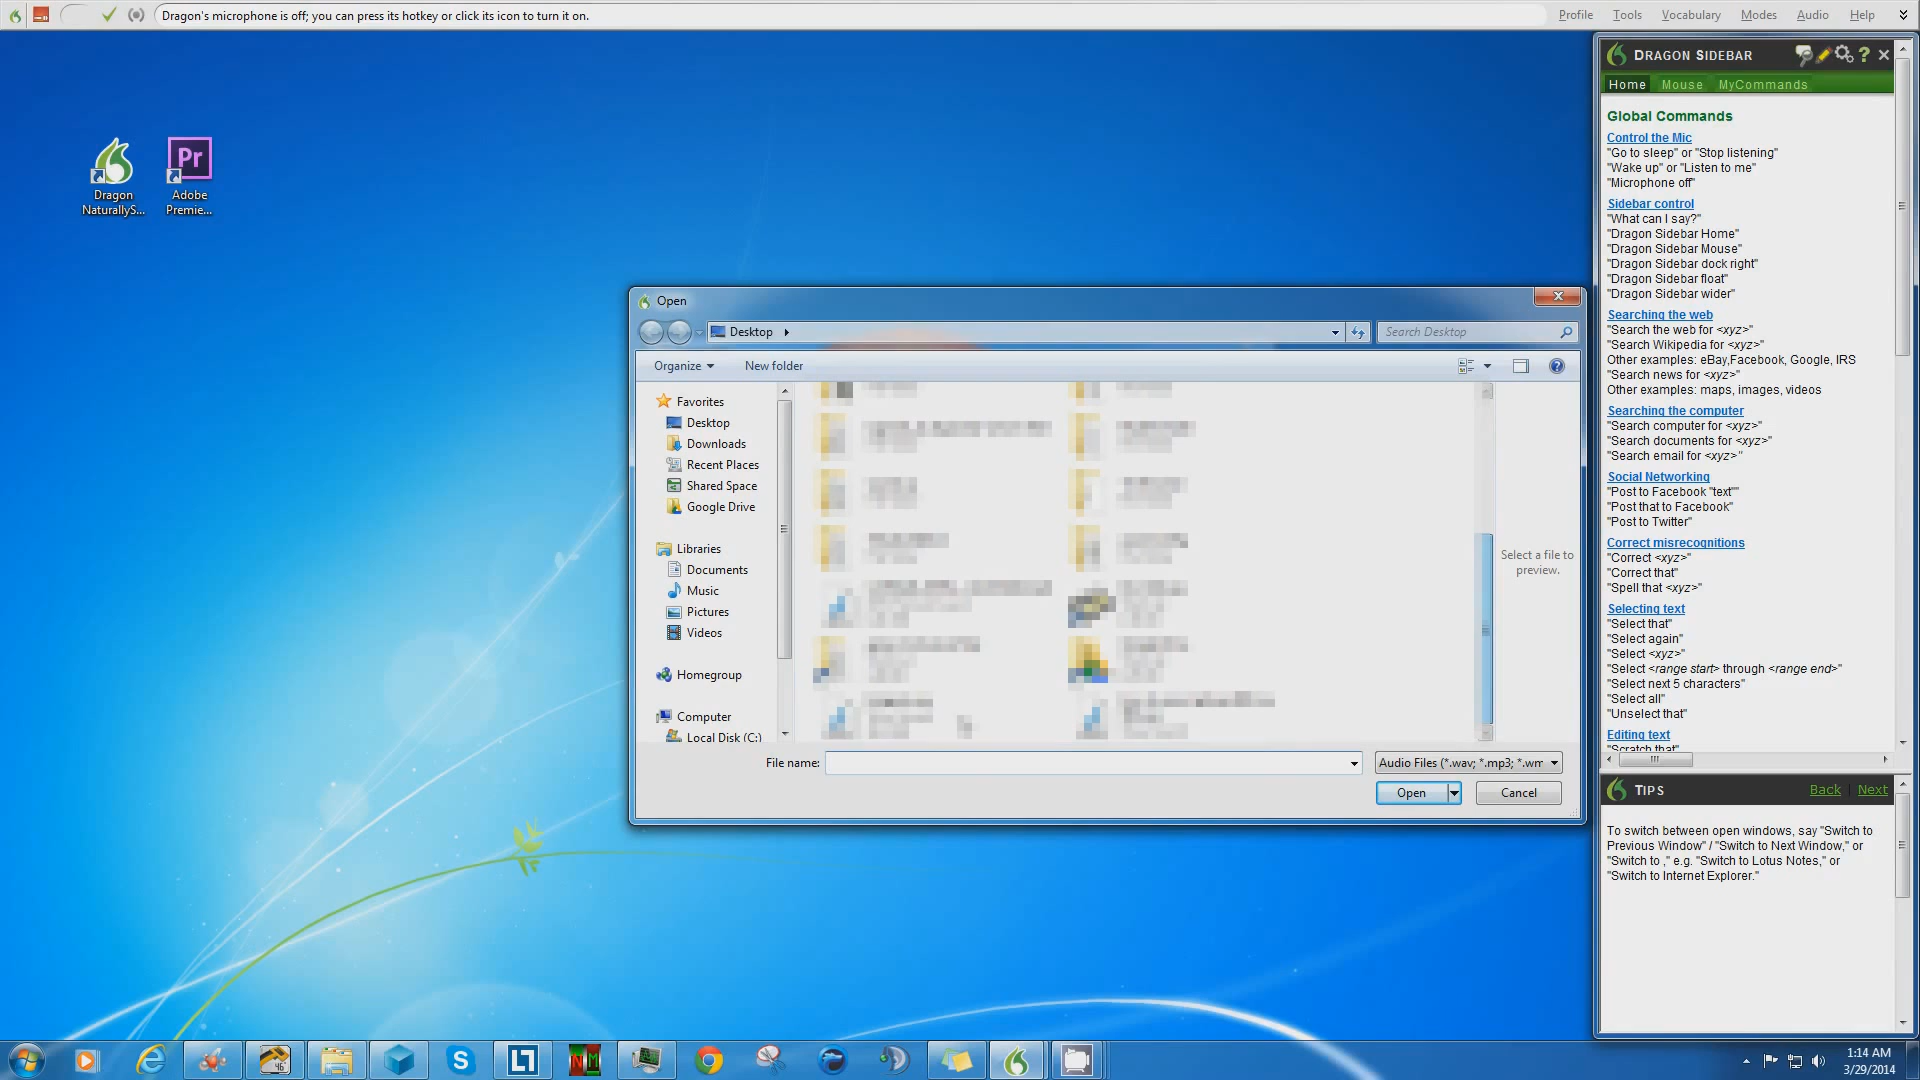 Dragon's microphone is off; you can press its hotkey or click its icon to turn it on.
Profile Tools Vocabulary Modes Audio Help
Dragon
NaturallyS...
Adobe
Premie...
Pr
Open
Desktop
Search Desktop
Organize
New folder
Favorites
Desktop
Downloads
Recent Places
Shared Space
Google Drive
Libraries
Documents
Music
Pictures
Videos
Homegroup
Computer
Local Disk (C:)
Select a file to
preview.
File name:
Audio Files (*.wav; *.mp3; *.wm
Open
Cancel
DRAGON SIDEBAR
?
Home Mouse MyCommands
Global Commands
Control the Mic
"Go to sleep" or "Stop listening"
"Wake up" or "Listen to me"
"Microphone off"
Sidebar control
"What can I say?"
"Dragon Sidebar Home"
"Dragon Sidebar Mouse"
"Dragon Sidebar dock right"
"Dragon Sidebar float"
"Dragon Sidebar wider"
Searching the web
"Search the web for <xyz>"
"Search Wikipedia for <xyz>"
Other examples: eBay,Facebook, Google, IRS
"Search news for <xyz>"
Other examples: maps, images, videos
Searching the computer
"Search computer for <xyz>"
"Search documents for <xyz>"
"Search email for <xyz>"
Social Networking
"Post to Facebook "text""
"Post that to Facebook"
"Post to Twitter"
Correct misrecognitions
"Correct <xyz>"
"Correct that"
"Spell that <xyz>"
Selecting text
"Select that"
"Select again"
"Select <xyz>"
"Select <range start> through <range end>"
"Select next 5 characters"
"Select all"
"Unselect that"
Editing text
"Scratch that"
TIPS
Back | Next
To switch between open windows, say "Switch to
Previous Window" / "Switch to Next Window," or
"Switch to ," e.g. "Switch to Lotus Notes," or
"Switch to Internet Explorer."
1:14 AM
3/29/2014